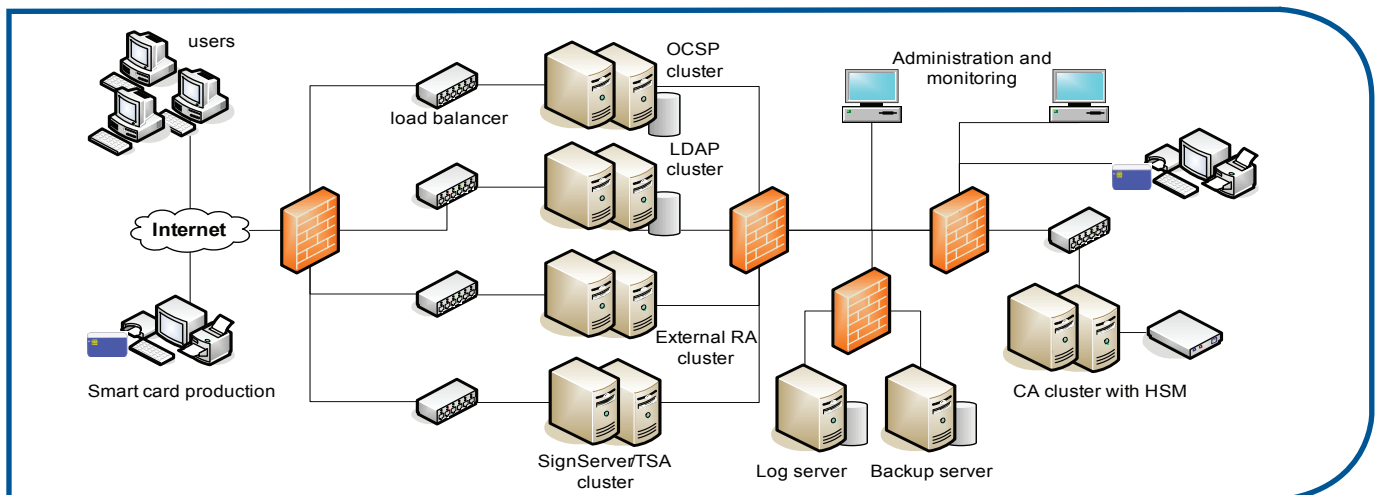 users
OCSP
cluster
Administration and
monitoring
load balancer
LDAP
cluster
Internet
External RA
cluster
Smart card production
CA cluster with HSM
SignServer/TSA
cluster
Log server
Backup server